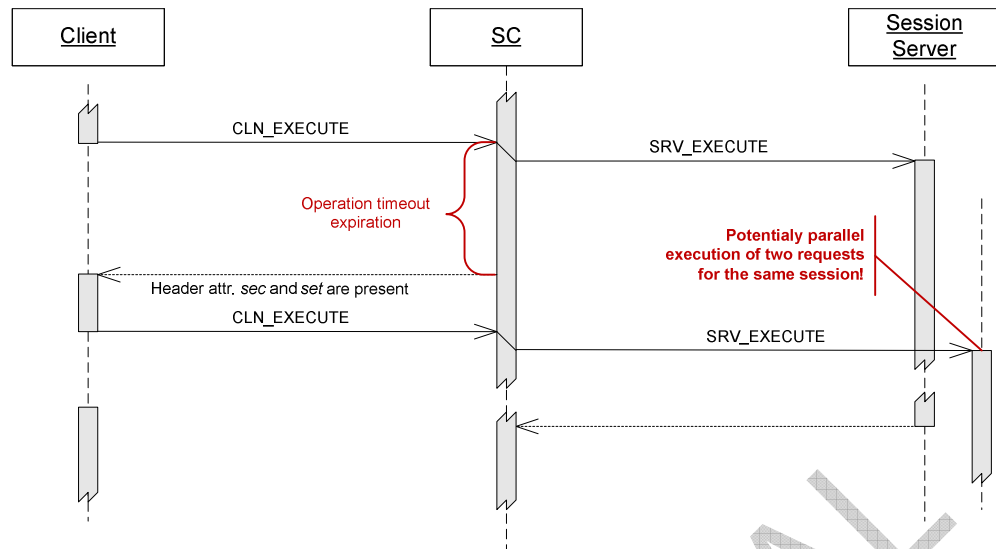 Client
SC
Session
Server
CLN_EXECUTE
SRV_EXECUTE
Operation timeout
expiration
Potentialy parallel
execution of two requests
for the same session!
Header attr. sec and set are present
CLN_EXECUTE
SRV_EXECUTE